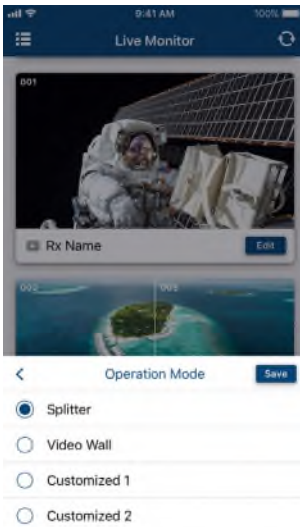 9:41 AM 100%
Live Monitor
001
Rx Name Edit
002 005
Operation Mode Save
Splitter
Video Wall
Customized 1
Customized 2